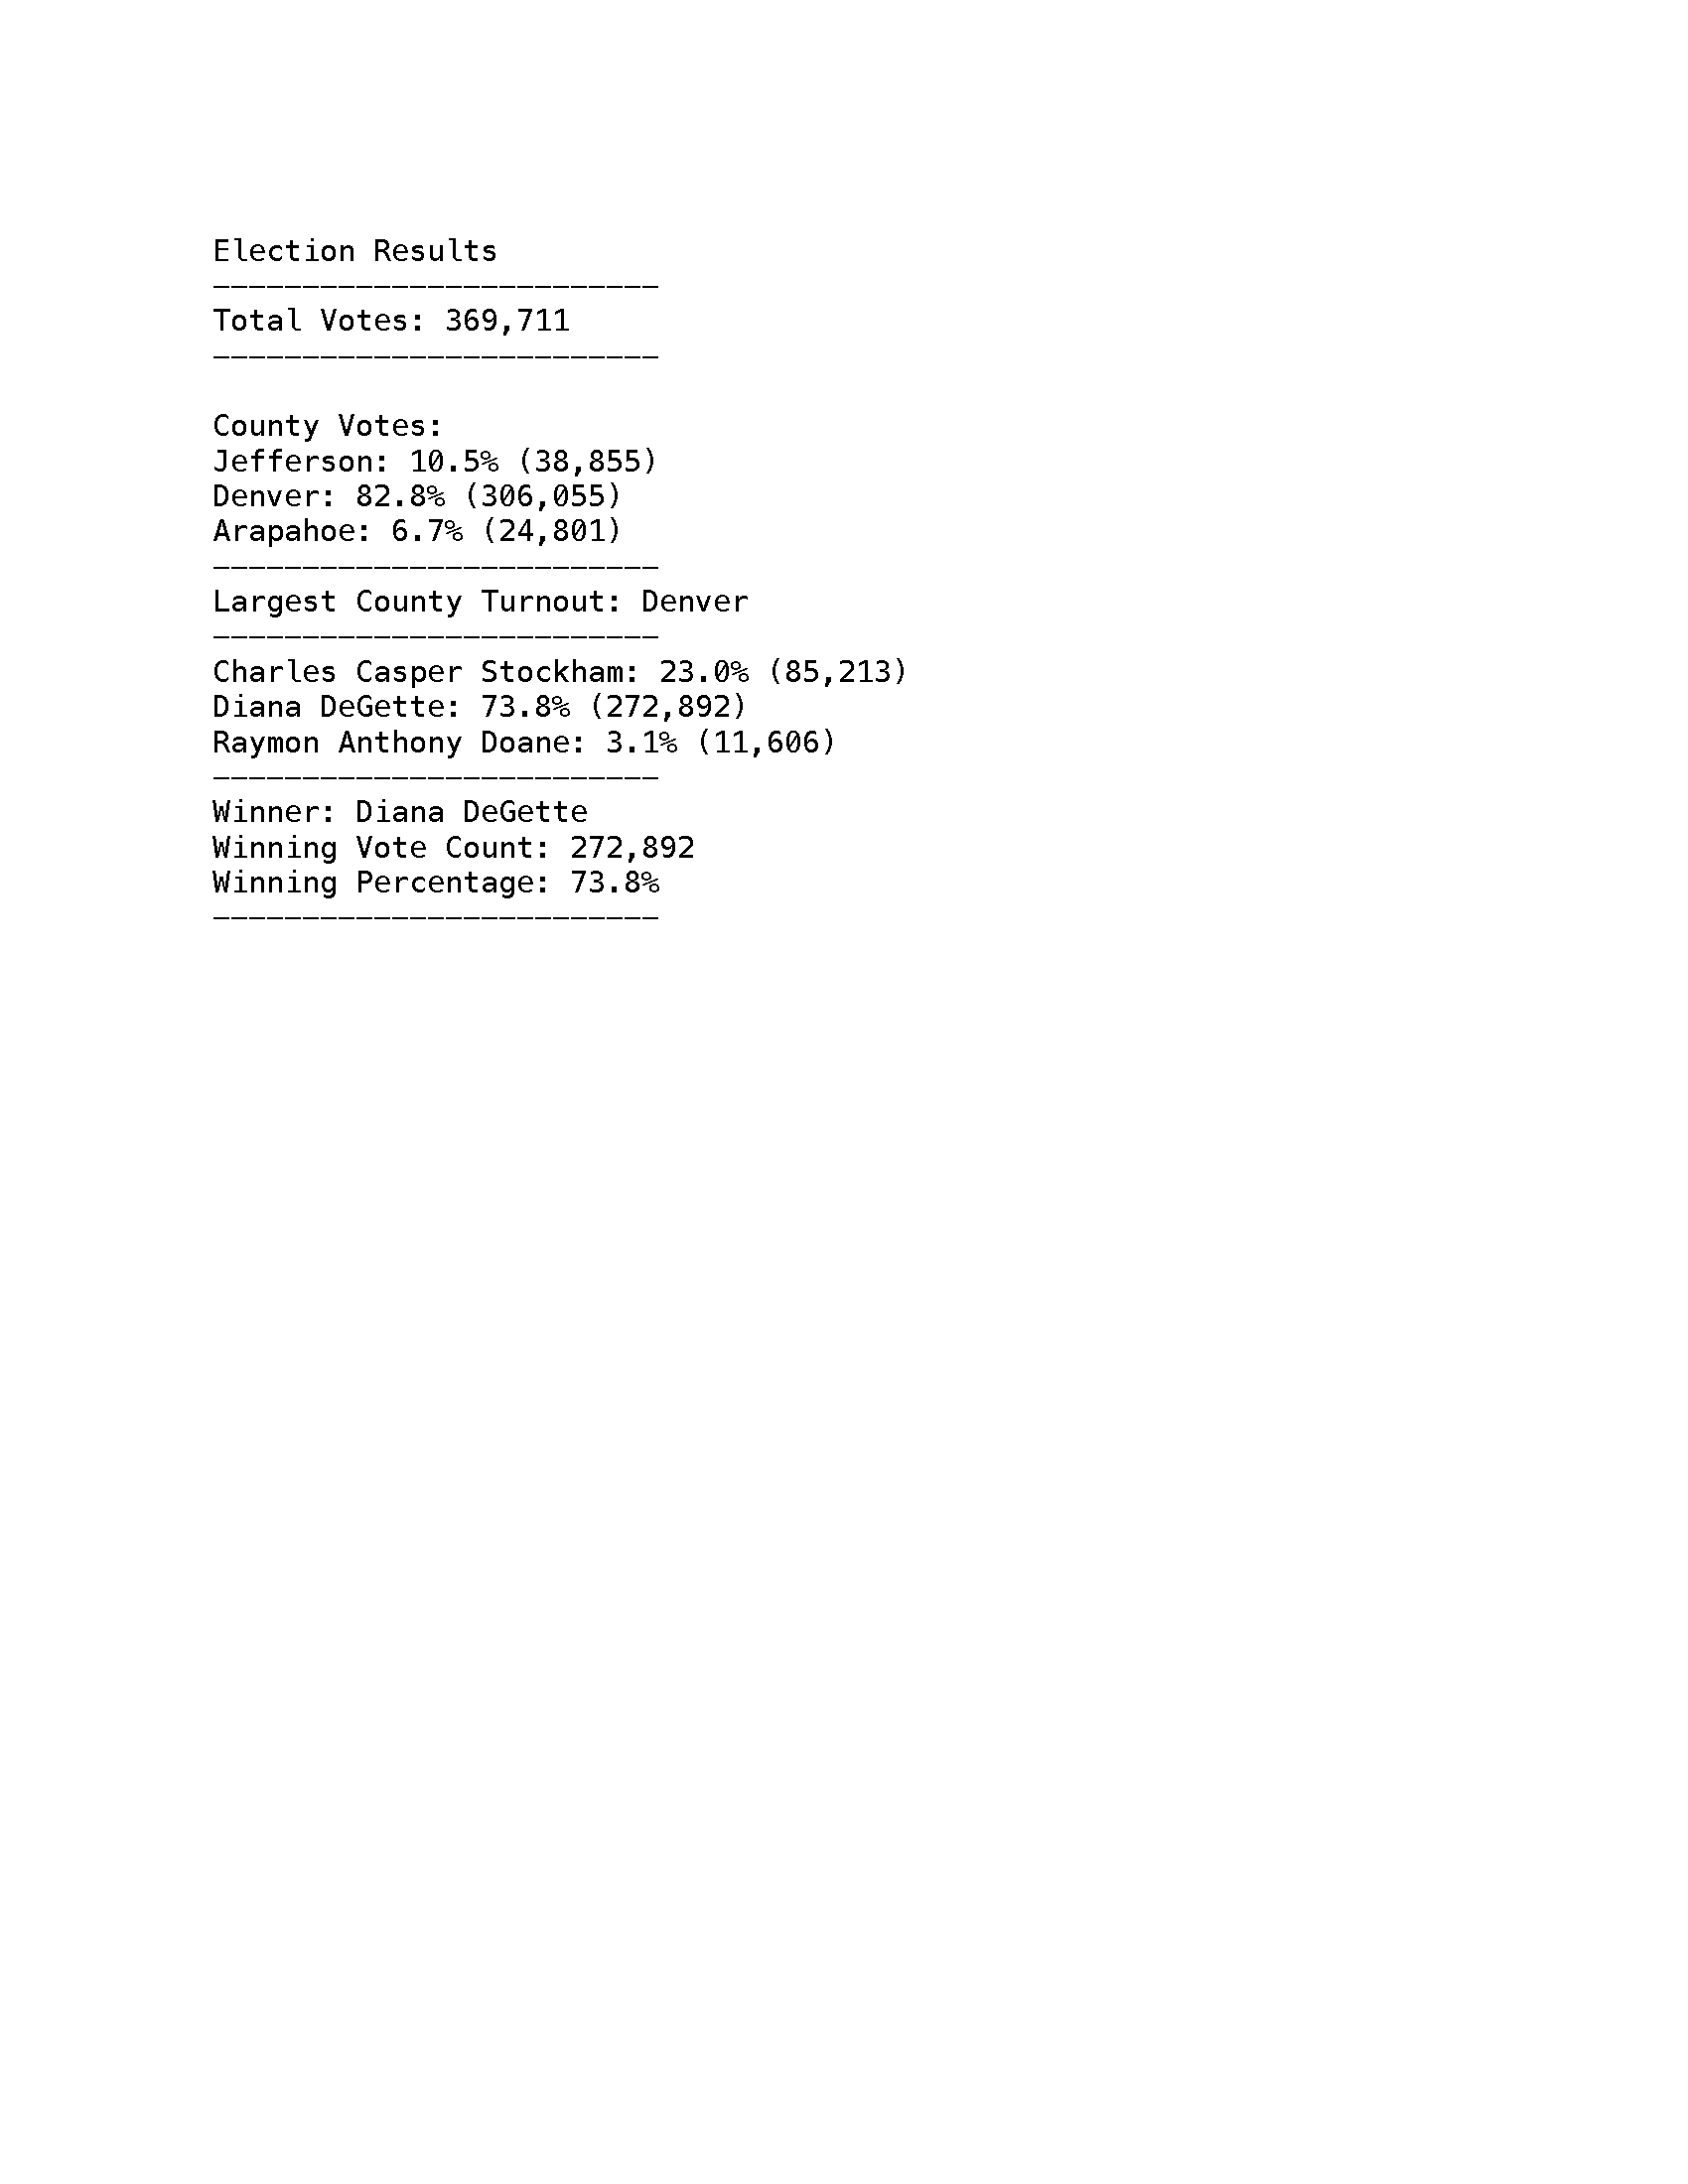 Election Results
-------------------------
Total Votes: 369,711
-------------------------
County Votes:
Jefferson: 10.5% (38,855)
Denver: 82.8% (306,055)
Arapahoe: 6.7% (24,801)
-------------------------
Largest County Turnout: Denver
-------------------------
Charles Casper Stockham: 23.0% (85,213)
Diana DeGette: 73.8% (272,892)
Raymon Anthony Doane: 3.1% (11,606)
-------------------------
Winner: Diana DeGette
Winning Vote Count: 272,892
Winning Percentage: 73.8%
-------------------------